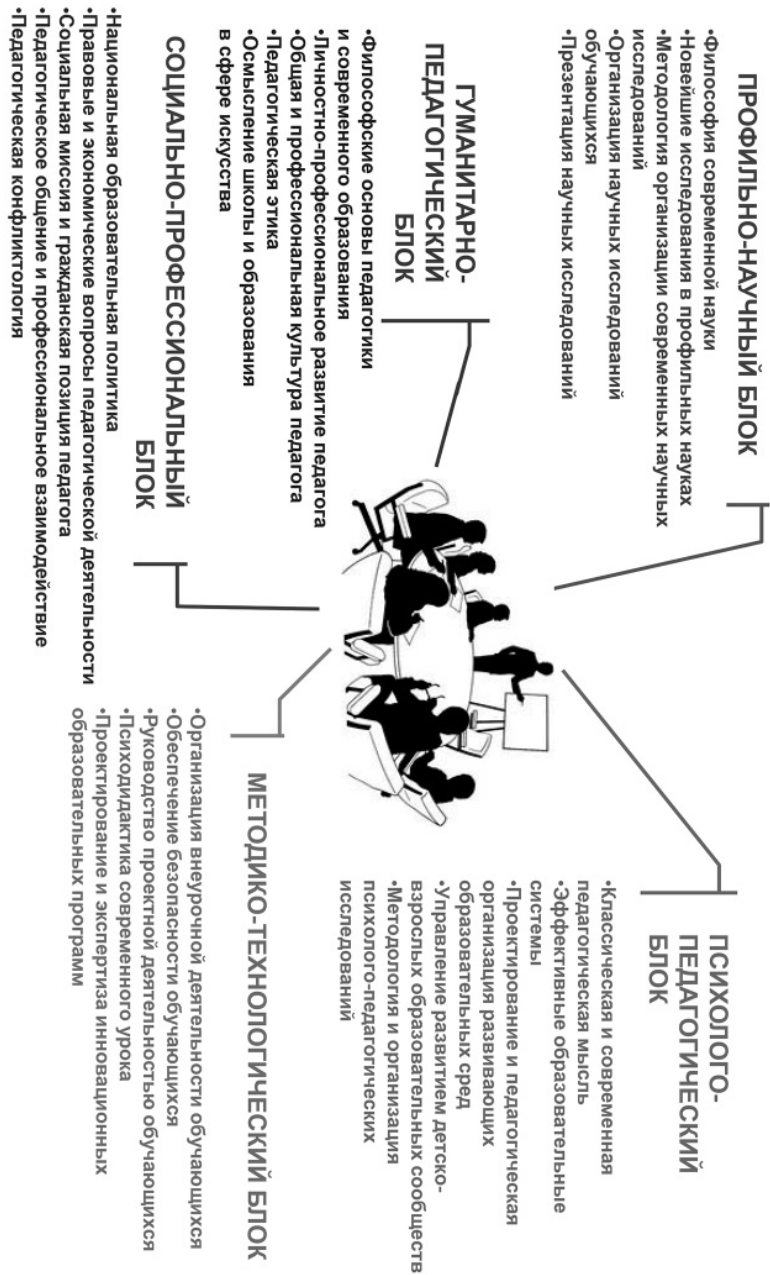 ПРОФИЛЬНО-НАУЧНЫЙ БЛОК
•Философия современной науки
•Новейшие исследования в профильных науках
•Методология организации современных научных
исследований
•Организация научных исследований
обучающихся
•Презентация научных исследований
ГУМАНИТАРНО-
ПЕДАГОГИЧЕСКИЙ
БЛОК
•Философские основы педагогики
и современного образования
•Личностно-профессиональное развитие педагога
•Общая и профессиональная культура педагога
•Педагогическая этика
•Осмысление школы и образования
в сфере искусства
СОЦИАЛЬНО-ПРОФЕССИОНАЛЬНЫЙ
БЛОК
•Национальная образовательная политика
•Правовые и экономические вопросы педагогической деятельности
•Социальная миссия и гражданская позиция педагога
•Педагогическое общение и профессиональное взаимодействие
•Педагогическая конфликтология
ПСИХОЛОГО-
ПЕДАГОГИЧЕСКИЙ
БЛОК
•Классическая и современная
педагогическая мысль
•Эффективные образовательные
системы
•Проектирование и педагогическая
организация развивающих
образовательных сред
•Управление развитием детско-
взрослых образовательных сообществ
•Методология и организация
психолого-педагогических
исследований
МЕТОДИКО-ТЕХНОЛОГИЧЕСКИЙ БЛОК
•Организация внеурочной деятельности обучающихся
•Обеспечение безопасности обучающихся
•Руководство проектной деятельностью обучающихся
•Психодидактика современного урока
•Проектирование и экспертиза инновационных
образовательных программ